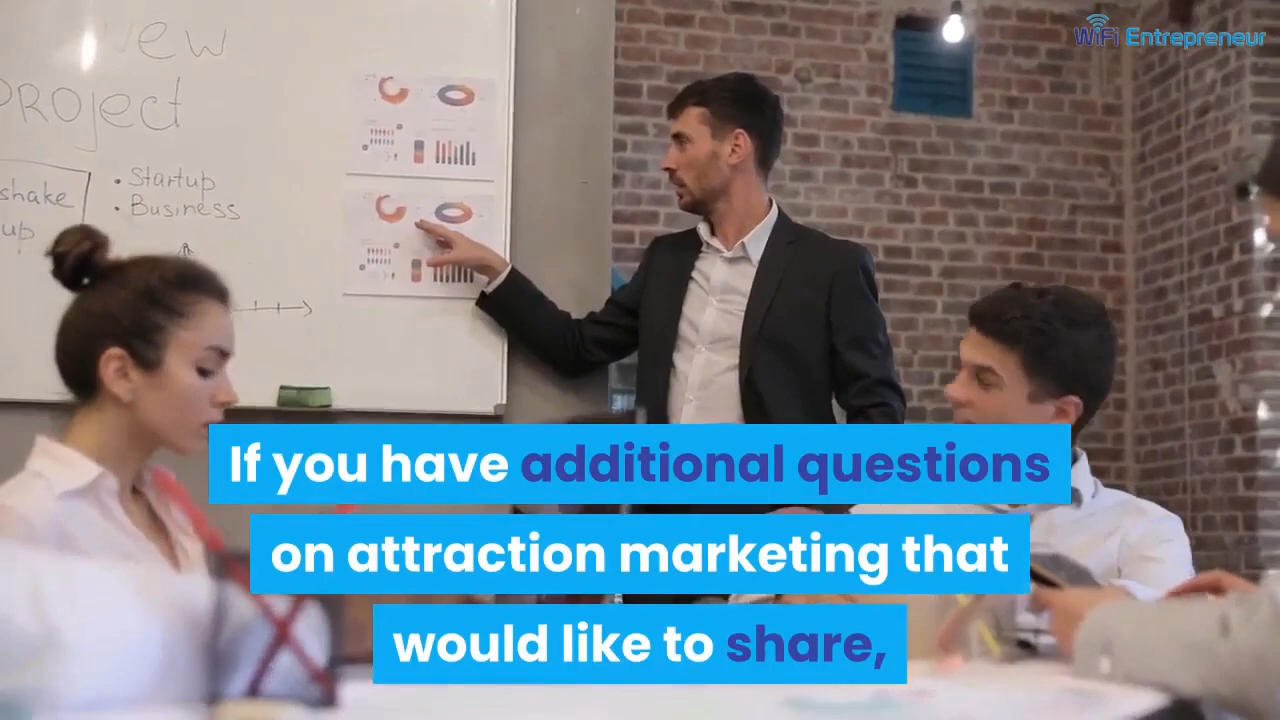 ew
PROject
shake
up
• Startup
• Business
WiFi Entrepreneur
If you have additional questions
on attraction marketing that
would like to share,